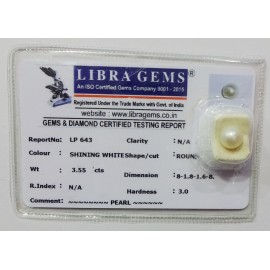 LIBRA GEMS®
An ISO Certified Gems Company 9001 - 2015
Registered Under the Trade Marks with Govt. of India
website : www.libragems.co.in
GEMS & DIAMOND CERTIFIED TESTING REPORT
ReportNo: LP 643 Clarity : N/A
Colour : SHINING WHITE Shape/cut : ROUND
Wt : 3.55 cts Dimension : 8-1.8-1.6-8.
R.Index : N/A Hardness : 3.0
Comment PEARL